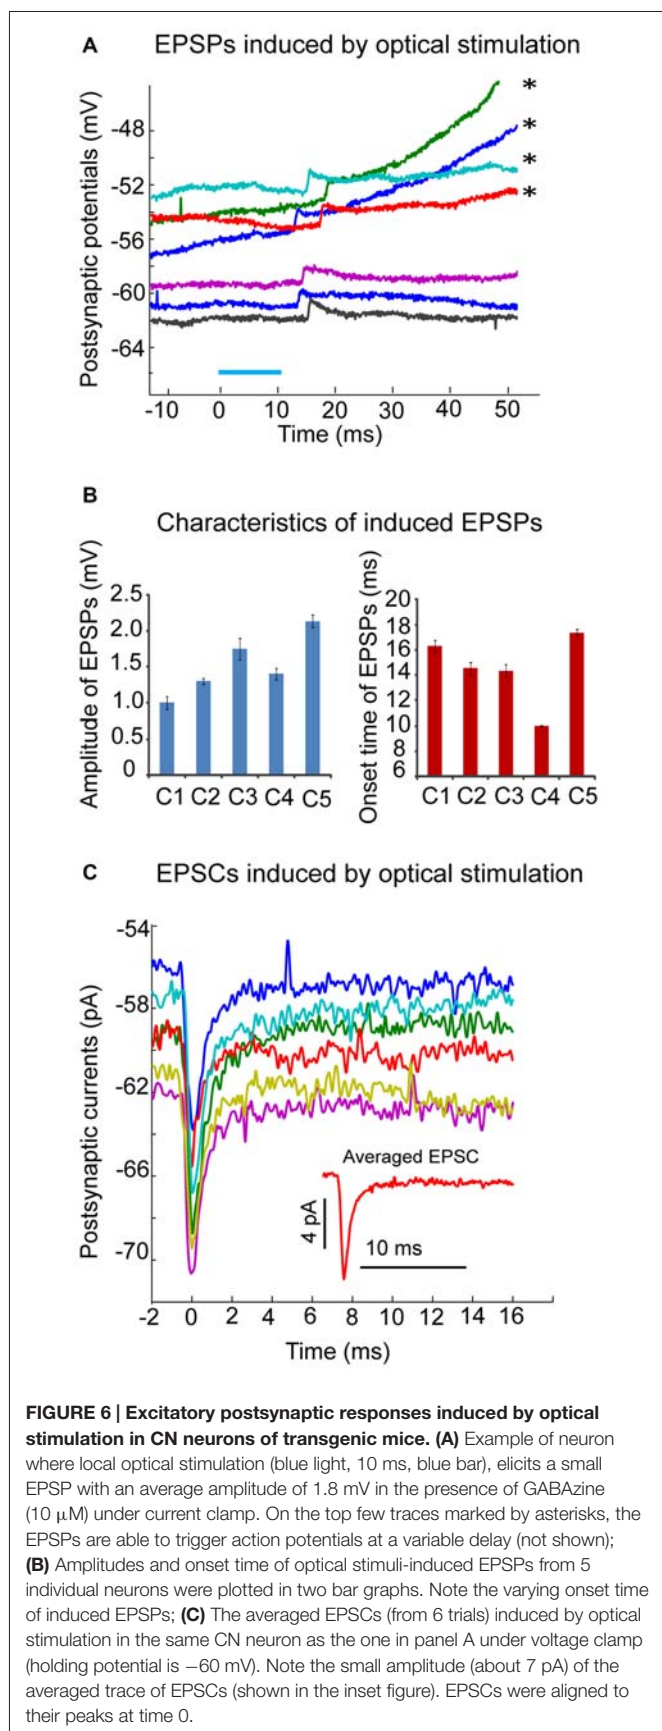 A EPSPs induced by optical stimulation
Postsynaptic potentials (mV)
-48
-52
-56
-60
-64
*
*
*
*
-10 0 10 20 30 40 50
Time (ms)
B
Characteristics of induced EPSPs
Amplitude of EPSPs (mV)
2.5
2.0
1.5
1.0
0.5
0
C1 C2 C3 C4 C5
Onset time of EPSPs (ms)
20
18
16
14
12
10
8
6
C1 C2 C3 C4 C5
C EPSCs induced by optical stimulation
Postsynaptic currents (pA)
-54
-58
-62
-66
-70
Averaged EPSC
4 pA
10 ms
-2 0 2 4 6 8 10 12 14 16
Time (ms)
FIGURE 6 | Excitatory postsynaptic responses induced by optical
stimulation in CN neurons of transgenic mice. (A) Example of neuron
where local optical stimulation (blue light, 10 ms, blue bar), elicits a small
EPSP with an average amplitude of 1.8 mV in the presence of GABAzine
(10 μM) under current clamp. On the top few traces marked by asterisks, the
EPSPs are able to trigger action potentials at a variable delay (not shown);
(B) Amplitudes and onset time of optical stimuli-induced EPSPs from 5
individual neurons were plotted in two bar graphs. Note the varying onset time
of induced EPSPs; (C) The averaged EPSCs (from 6 trials) induced by optical
stimulation in the same CN neuron as the one in panel A under voltage clamp
(holding potential is −60 mV). Note the small amplitude (about 7 pA) of the
averaged trace of EPSCs (shown in the inset figure). EPSCs were aligned to
their peaks at time 0.